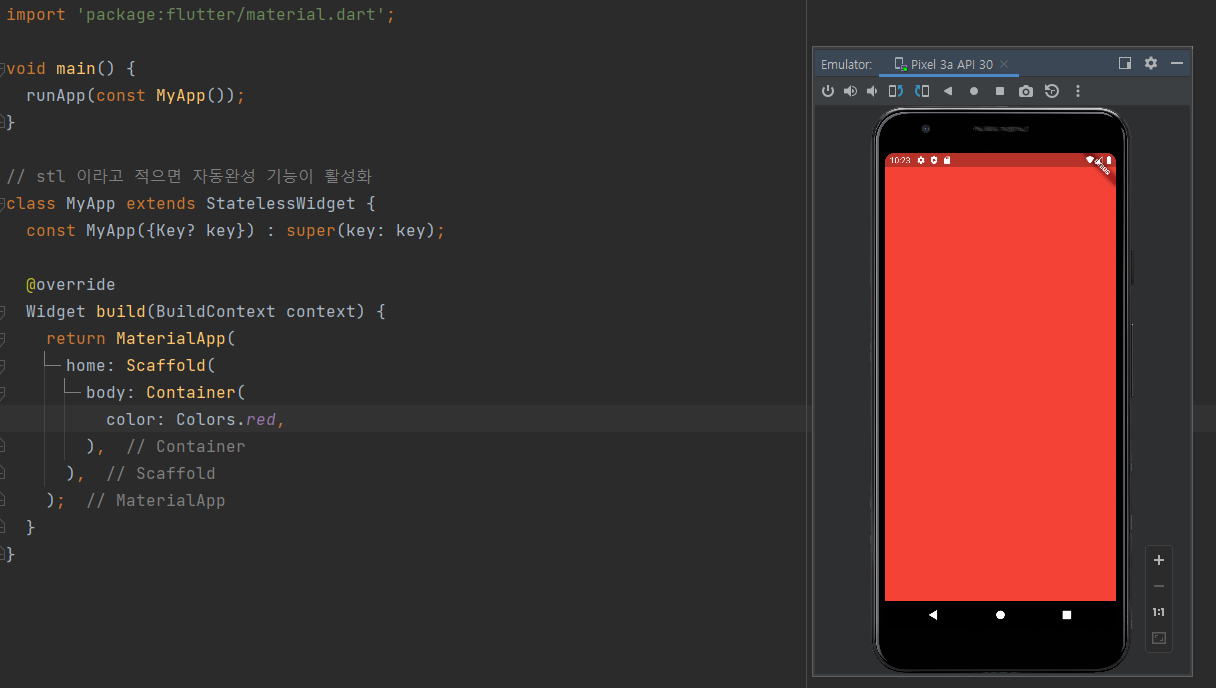 import 'package:flutter/material.dart';
void main() {
  runApp(const MyApp());
}
// stl 이라고 적으면 자동완성 기능이 활성화
class MyApp extends StatelessWidget {
  const MyApp({Key? key}) : super(key: key);
  @override
  Widget build(BuildContext context) {
    return MaterialApp(
      home: Scaffold(
        body: Container(
          color: Colors.red,
        ),  // Container
      ),  // Scaffold
    );  // MaterialApp
  }
}
Emulator: Pixel 3a API 30
10:23
DEBUG
1:1